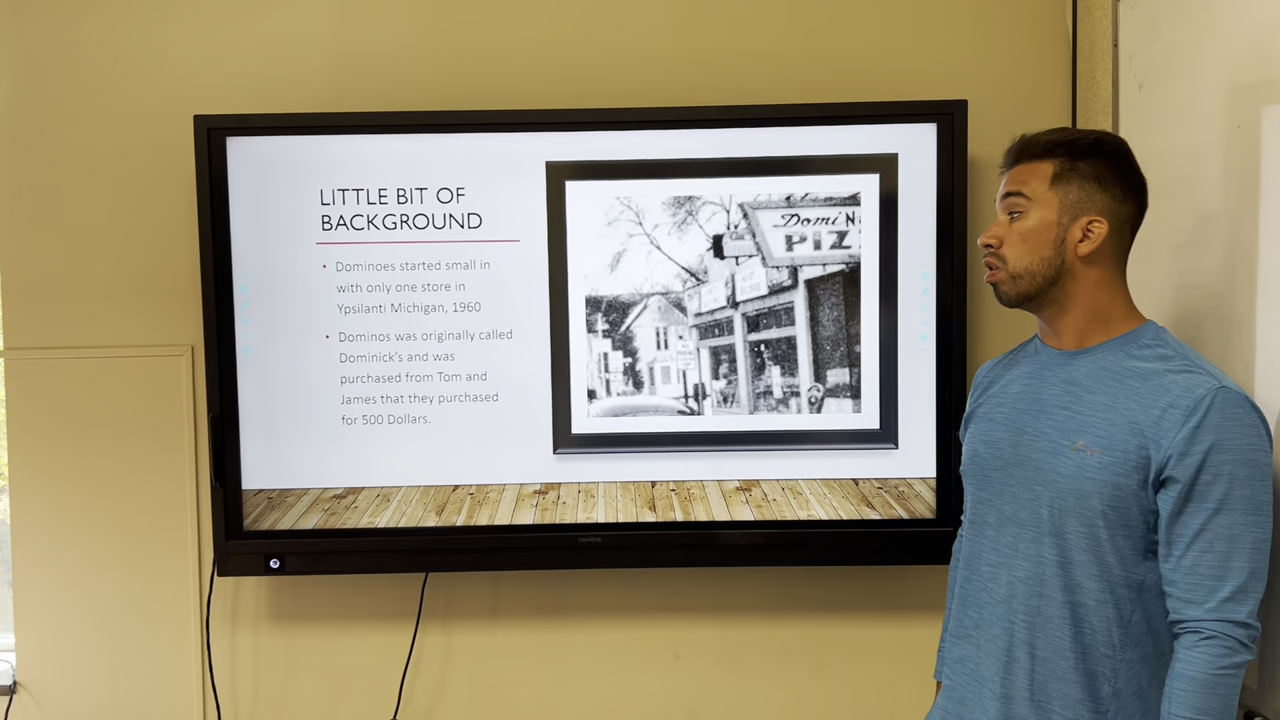 LITTLE BIT OF
BACKGROUND
• Dominoes started small in
with only one store in
Ypsilanti Michigan, 1960
• Dominos was originally called
Dominick's and was
purchased from Tom and
James that they purchased
for 500 Dollars.
Domi N
PIZ
newline